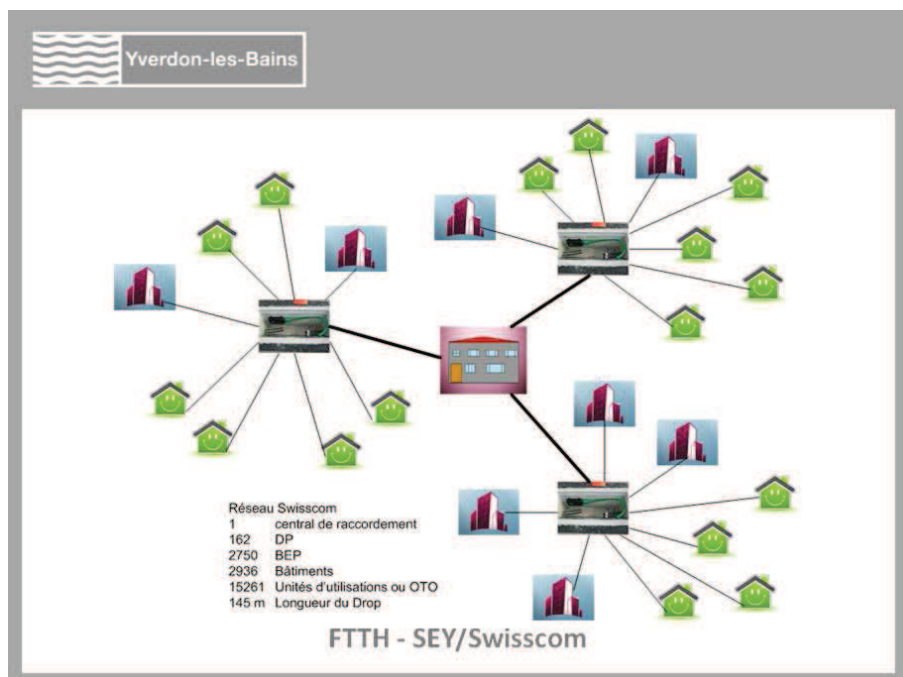 Yverdon-les-Bains
Réseau Swisscom
1 central de raccordement
162 DP
2750 BEP
2936 Bâtiments
15261 Unités d'utilisations ou OTO
145 m Longueur du Drop
FTTH - SEY/Swisscom